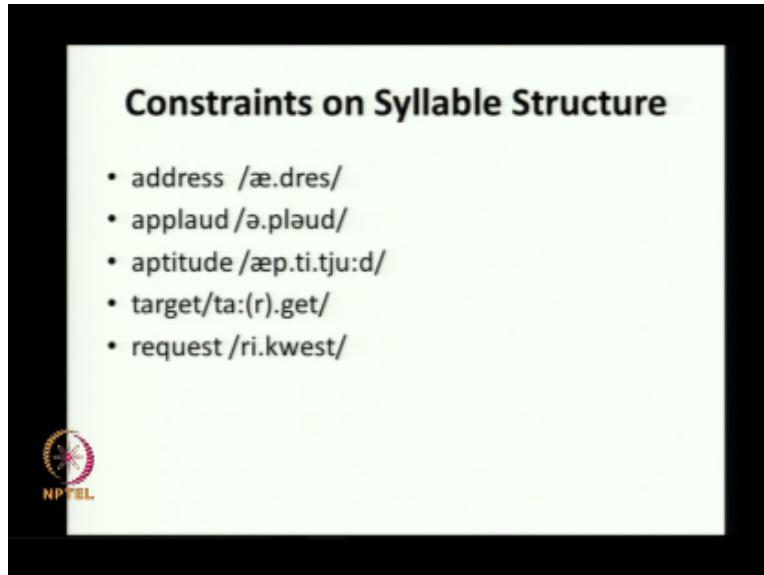 Constraints on Syllable Structure
• address /æ.dres/
• applaud /ə.pləud/
• aptitude /æp.ti.tju:d/
• target/ta:(r).get/
• request /ri.kwest/
NPTEL